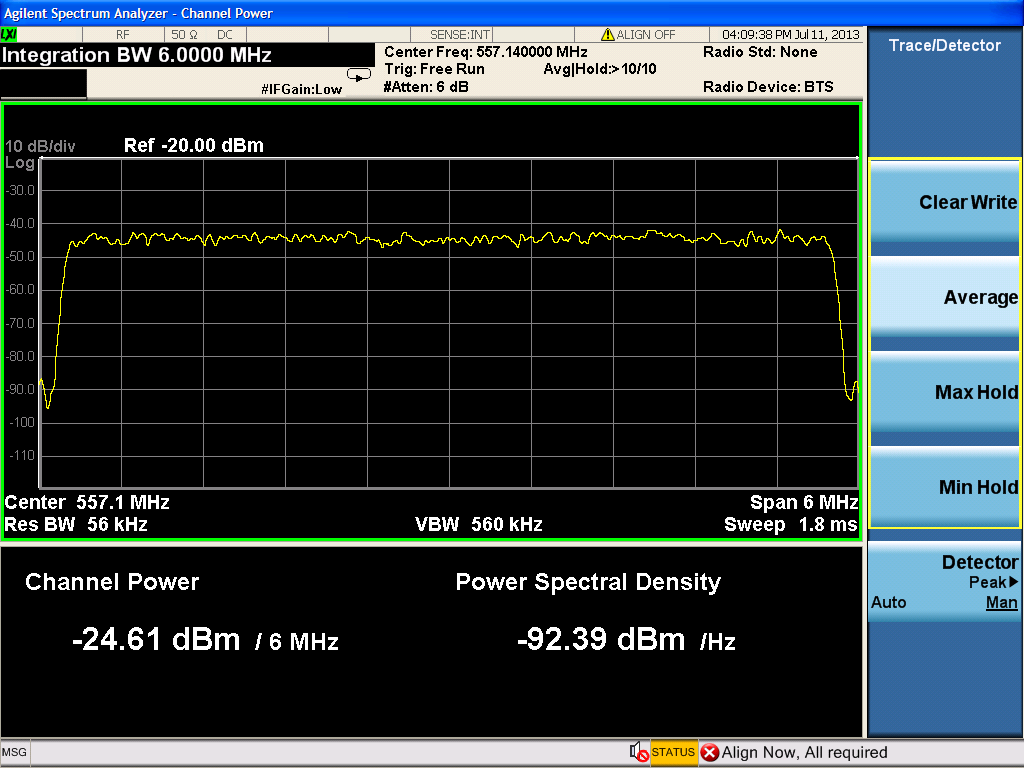 Agilent Spectrum Analyzer - Channel Power
LXI RF 50 Ω DC SENSE:INT ALIGN OFF 04:09:38 PM Jul 11, 2013
Integration BW 6.0000 MHz
Center Freq: 557.140000 MHz
Radio Std: None
Trig: Free Run Avg|Hold:>10/10
#IFGain:Low
#Atten: 6 dB
Radio Device: BTS
10 dB/div Ref -20.00 dBm
Log
-30.0
-40.0
-50.0
-60.0
-70.0
-80.0
-90.0
-100
-110
Center 557.1 MHz Span 6 MHz
Res BW 56 kHz VBW 560 kHz Sweep 1.8 ms
Channel Power Power Spectral Density
-24.61 dBm / 6 MHz -92.39 dBm /Hz
Trace/Detector
Clear Write
Average
Max Hold
Min Hold
Detector
Peak
Auto Man
MSG STATUS Align Now, All required